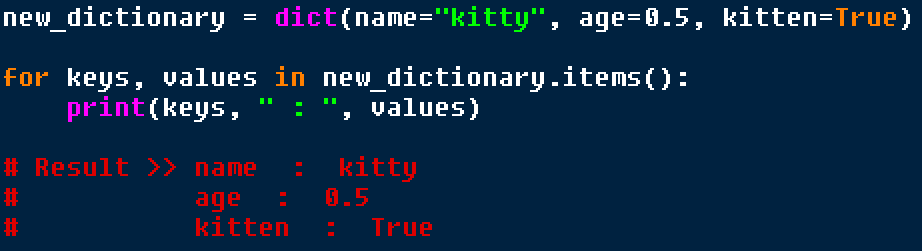 new_dictionary = dict(name="kitty", age=0.5, kitten=True)
for keys, values in new_dictionary.items():
    print(keys, " : ", values)
# Result >> name  :  kitty
#           age  :  0.5
#           kitten  :  True